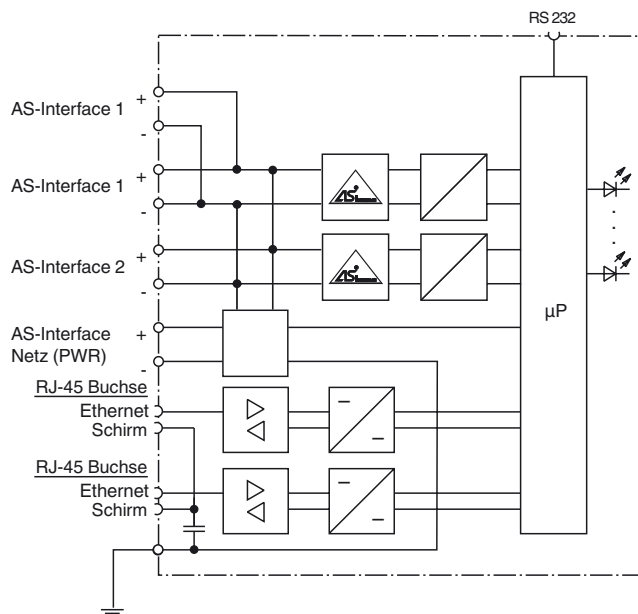 RS 232
AS-Interface 1
+
-
AS-Interface 1
+
-
AS-Interface 2
+
-
AS-Interface
Netz (PWR)
+
-
RJ-45 Buchse
Ethernet
Schirm
RJ-45 Buchse
Ethernet
Schirm
µP